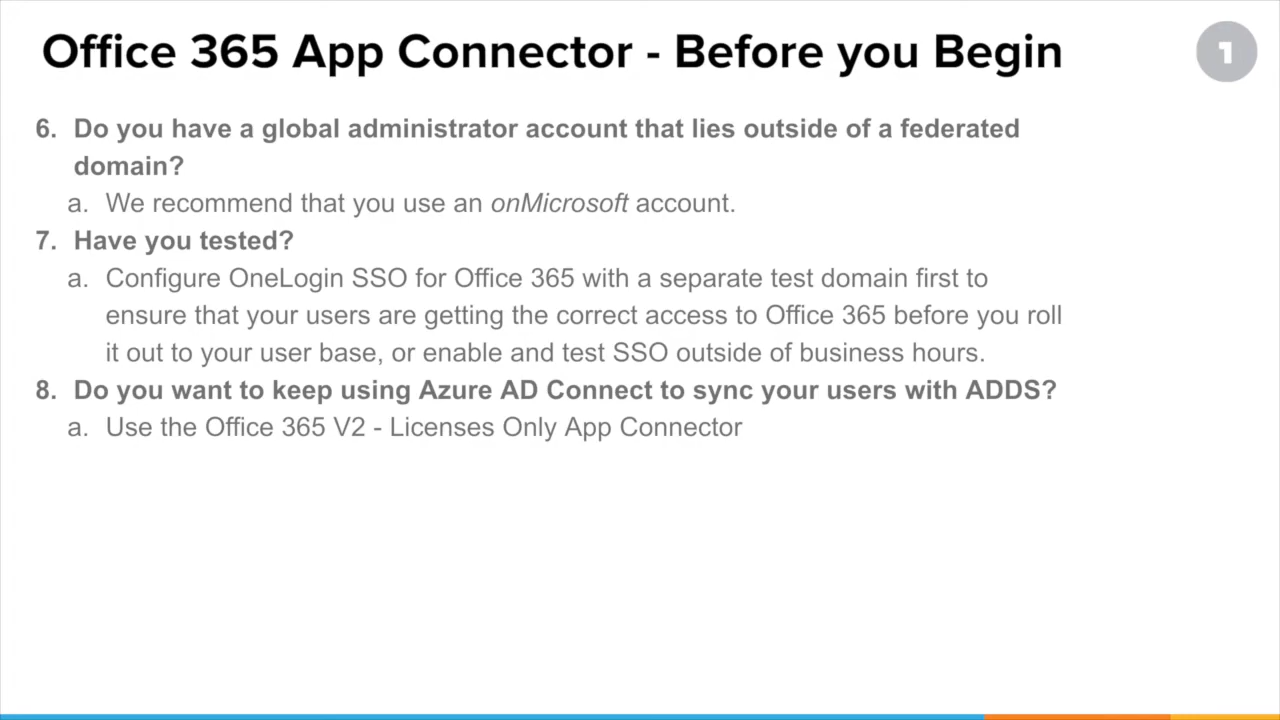 Office 365 App Connector - Before you Begin
1
6. Do you have a global administrator account that lies outside of a federated
domain?
a. We recommend that you use an onMicrosoft account.
7. Have you tested?
a. Configure OneLogin SSO for Office 365 with a separate test domain first to
ensure that your users are getting the correct access to Office 365 before you roll
it out to your user base, or enable and test SSO outside of business hours.
8. Do you want to keep using Azure AD Connect to sync your users with ADDS?
a. Use the Office 365 V2 - Licenses Only App Connector